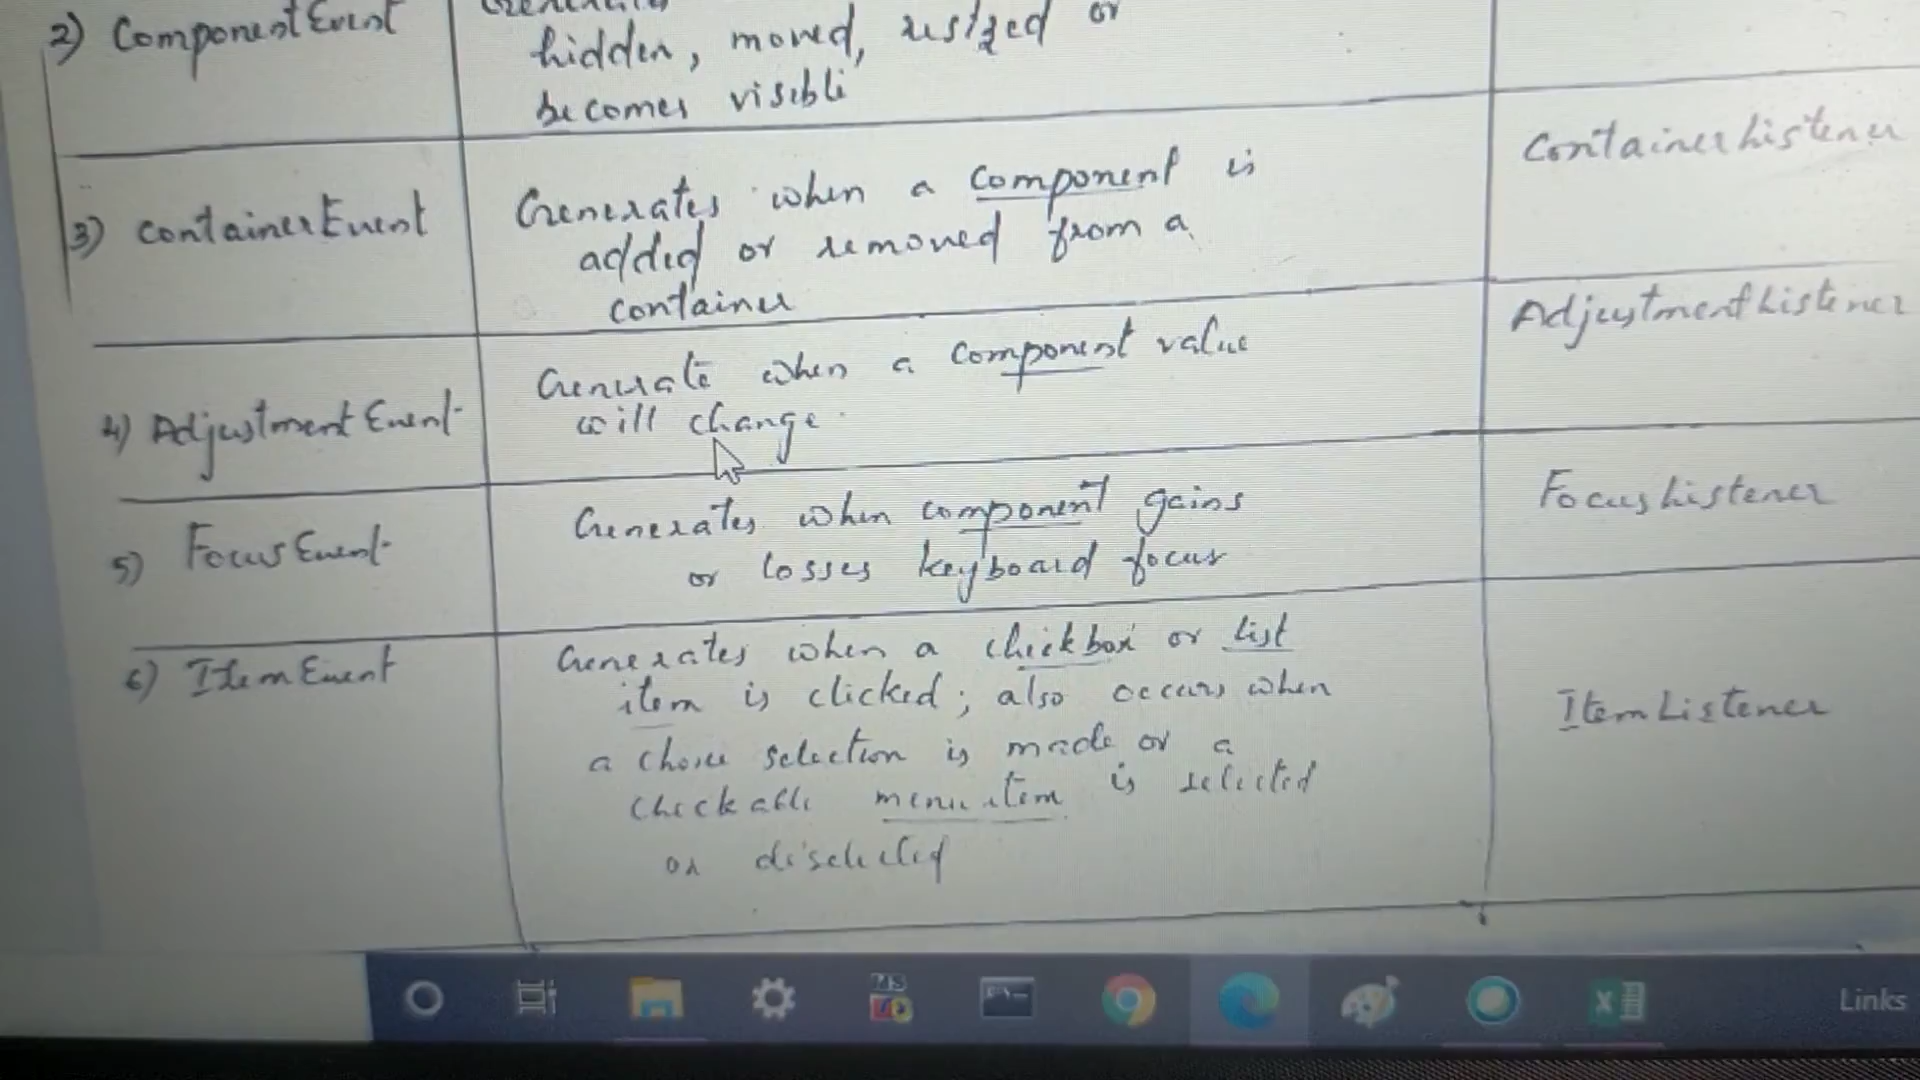 2) ComponentEvent
hidden, moved, resized or
becomes visible
3) ContainerEvent
Generates when a component is
added or removed from a
container
ContainerListener
4) AdjustmentEvent
Generate when a component value
will change.
AdjustmentListener
5) FocusEvent
Generates when component gains
or losses keyboard focus
FocusListener
6) ItemEvent
Generates when a checkbox or list
item is clicked; also occurs when
a choice selection is made or a
checkable menu item is selected
or deselected
ItemListener
Links